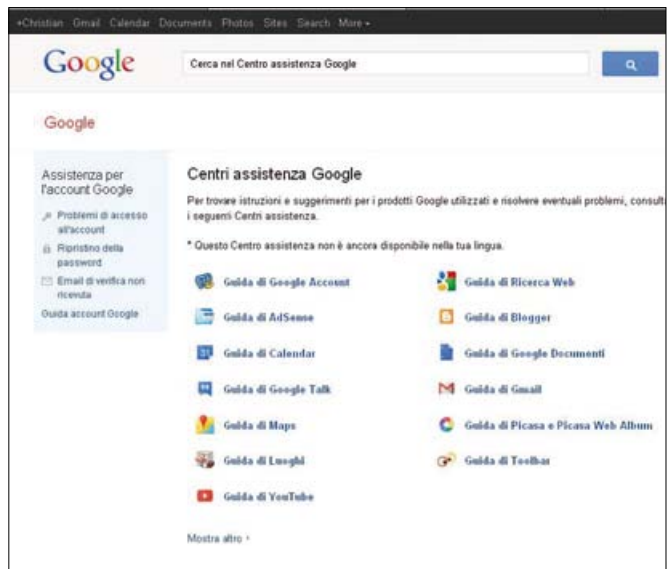 +Christian Gmail Calendar Documents Photos Sites Search More
Google
Cerca nel Centro assistenza Google
Google
Assistenza per
l'account Google
Problemi di accesso
all'account
Ripristino della
password
Email di verifica non
ricevuta
Guida account Google
Centri assistenza Google
Per trovare istruzioni e suggerimenti per i prodotti Google utilizzati e risolvere eventuali problemi, consult
i seguenti Centri assistenza.
* Questo Centro assistenza non è ancora disponibile nella tua lingua.
Guida di Google Account
Guida di Ricerca Web
Guida di AdSense
Guida di Blogger
31
Guida di Calendar
Guida di Google Documenti
Guida di Google Talk
Guida di Gmail
Guida di Maps
Guida di Picasa e Picasa Web Album
Guida di Luoghi
Guida di Toolbar
Guida di YouTube
Mostra altro